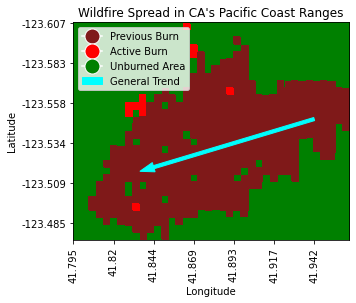 Wildfire Spread in CA's Pacific Coast Ranges
-123.607
-123.583
-123.558
-123.534
-123.509
-123.485
Latitude
Previous Burn
Active Burn
Unburned Area
General Trend
41.795
41.82
41.844
41.869
41.893
41.917
41.942
Longitude